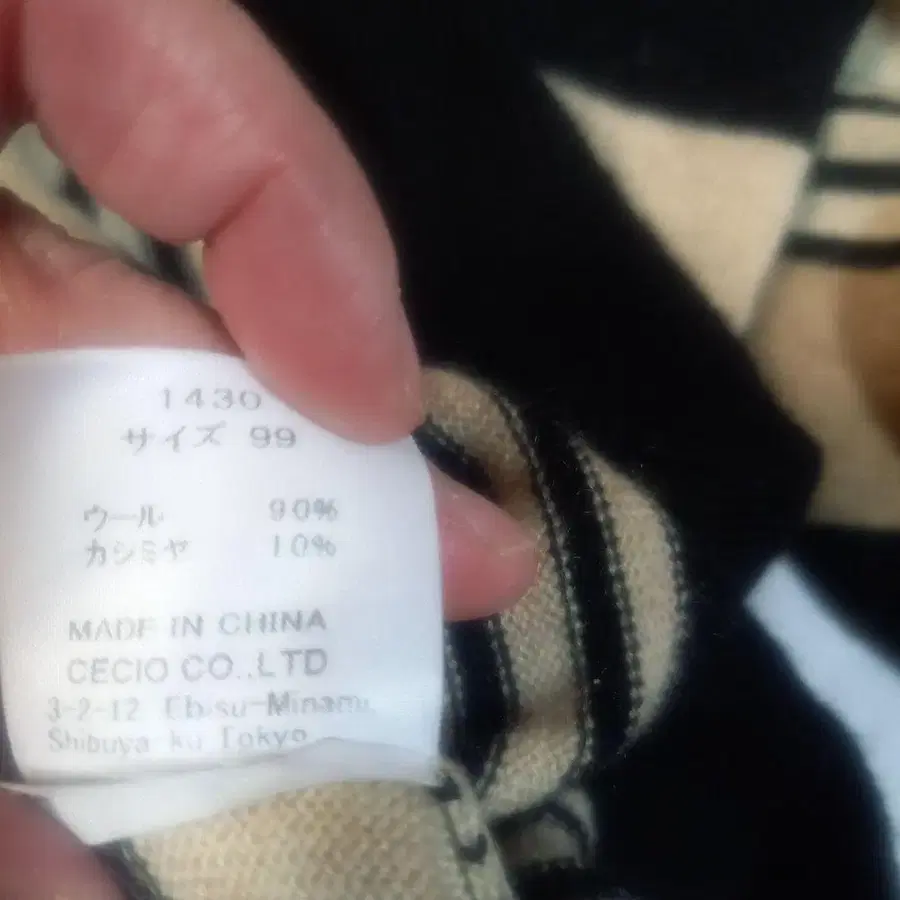 1430
サイズ 99
ウール 90%
カシミヤ 10%
MADE IN CHINA
CECIO CO.,LTD
3-2-12 Ebisu-Minami,
Shibuya-ku Tokyo